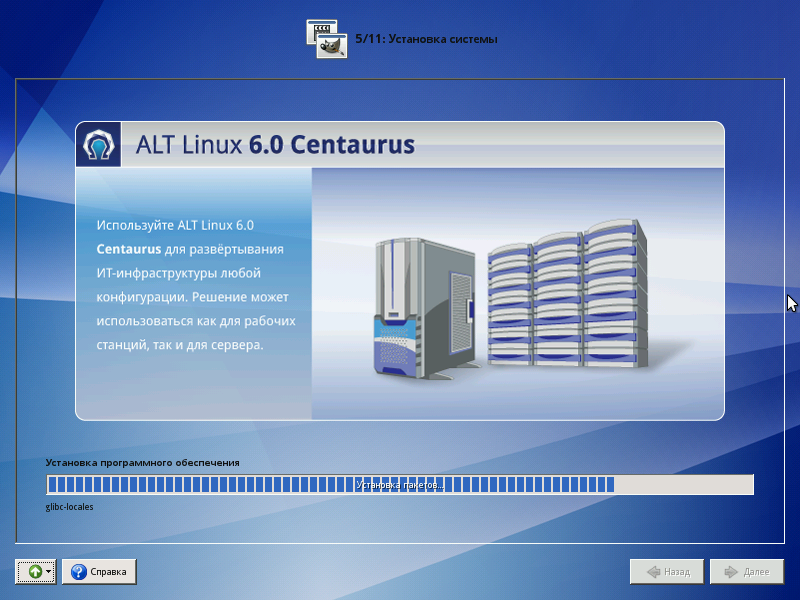 5/11: Установка системы
ALT Linux 6.0 Centaurus
Используйте ALT Linux 6.0
Centaurus для развёртывания
ИТ-инфраструктуры любой
конфигурации. Решение может
использоваться как для рабочих
станций, так и для сервера.
Установка программного обеспечения
Установка пакетов...
glibc-locales
Справка
Назад
Далее